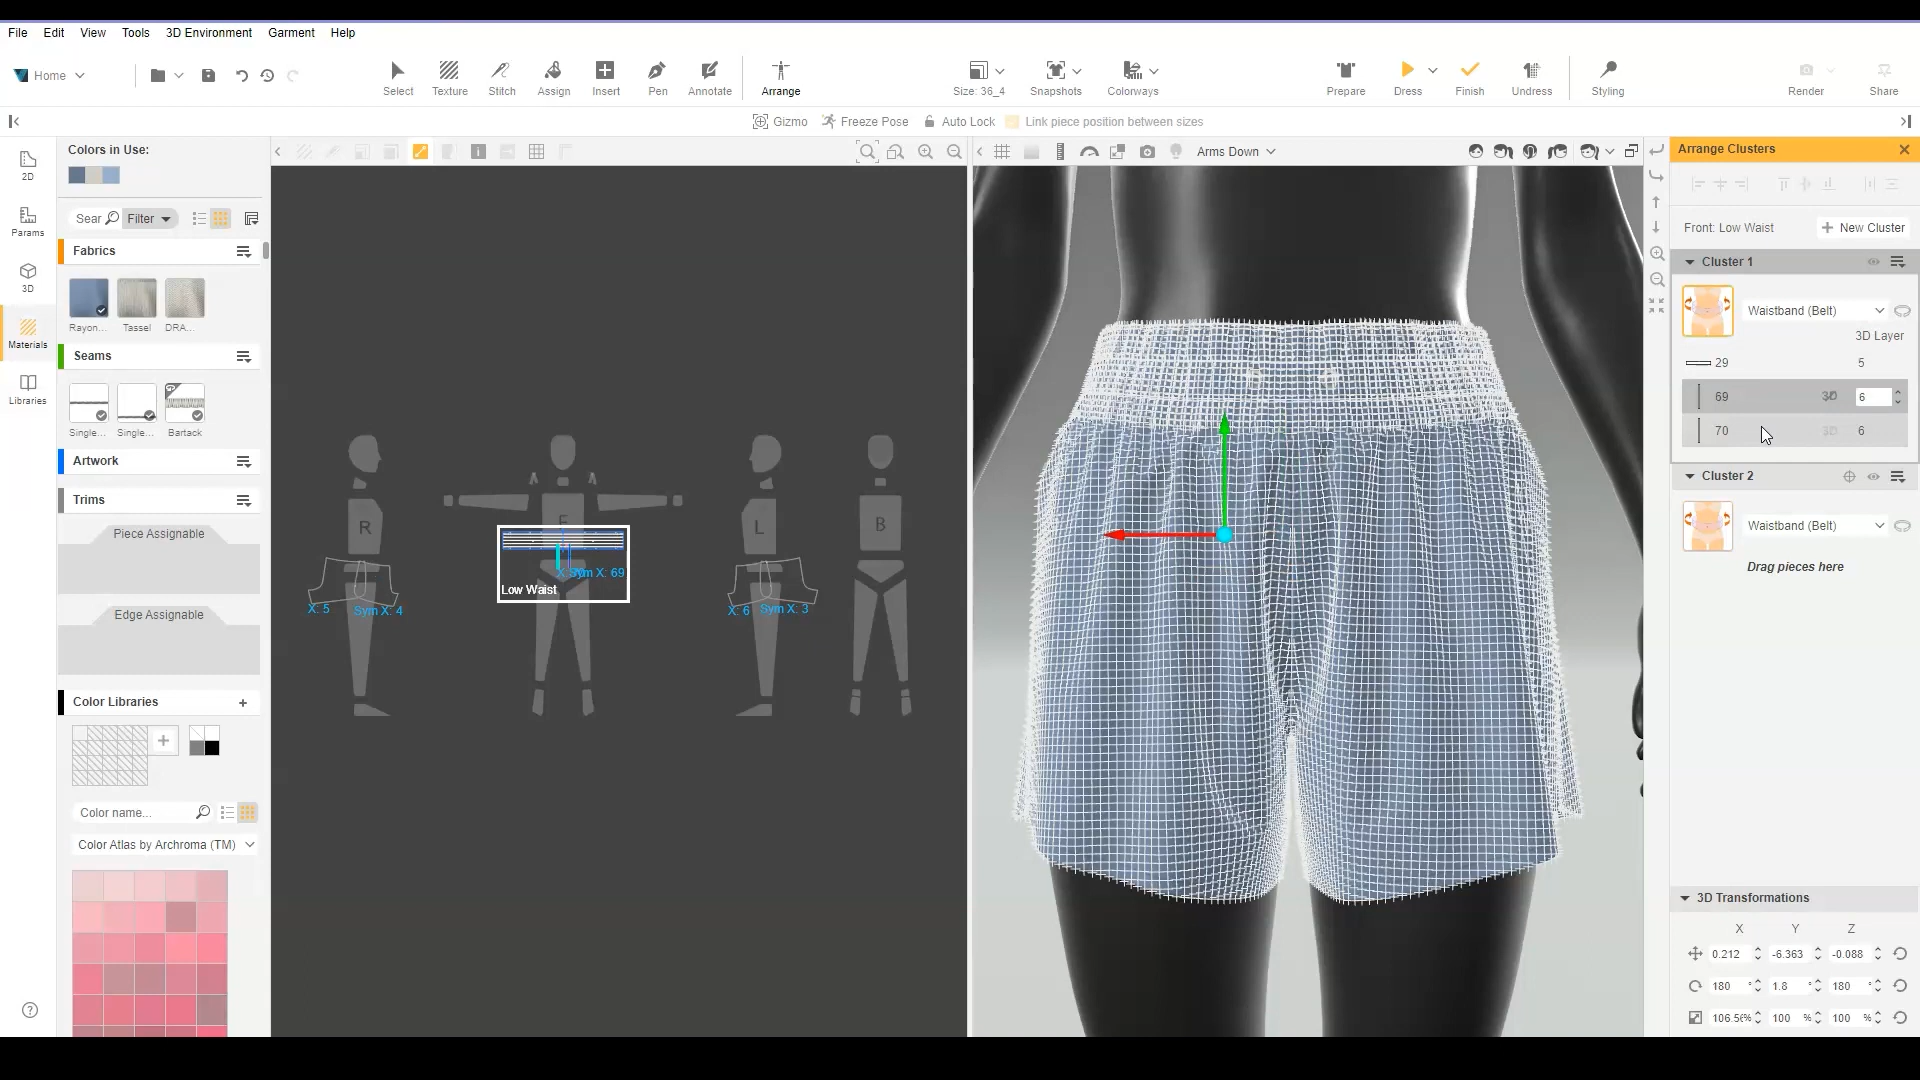 File Edit View Tools 3D Environment Garment Help
Home
Select Texture Stitch Assign Insert Pen Annotate Arrange Size: 36_4 Snapshots Colorways Prepare Dress Finish Undress Styling Render Share
Gizmo Freeze Pose Auto Lock Link piece position between sizes
2D
Params
3D
Materials
Libraries
Colors in Use:
Sear Filter
Fabrics
Rayon... Tassel DRA...
Seams
Single... Single... Bartack
Artwork
Trims
Piece Assignable
Edge Assignable
Color Libraries
Color name...
Color Atlas by Archroma (TM)
R F L B
Low Waist
X: 5 Sym X: 4
Sym X: 69
X: 6 Sym X: 3
Arms Down
Arrange Clusters
Front: Low Waist New Cluster
Cluster 1
Waistband (Belt)
3D Layer
29 5
69 3D 6
70 3D 6
Cluster 2
Waistband (Belt)
Drag pieces here
3D Transformations
X Y Z
0.212 -6.363 -0.088
180 ° 1.8 ° 180 °
106.56% 100 % 100 %